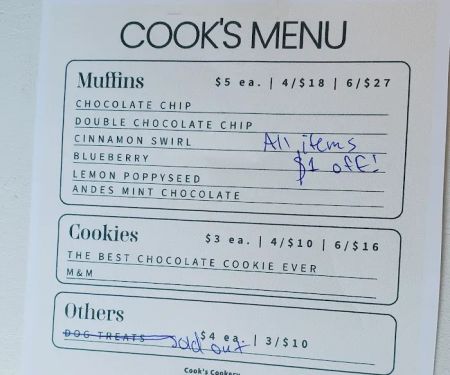 COOK'S MENU
Muffins $5 ea. | 4/$18 | 6/$27
CHOCOLATE CHIP
DOUBLE CHOCOLATE CHIP
CINNAMON SWIRL
BLUEBERRY
LEMON POPPYSEED
ANDES MINT CHOCOLATE
All items
$1 off!
Cookies $3 ea. | 4/$10 | 6/$16
THE BEST CHOCOLATE COOKIE EVER
M&M
Others
DOG TREATS $4 ea. | 3/$10
sold out
Cook's Cookery